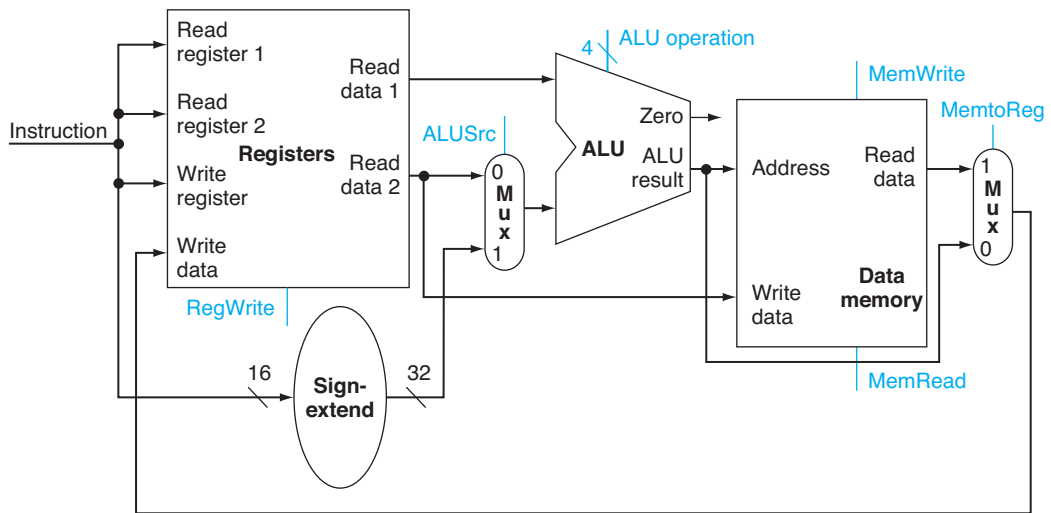 Instruction
Read
register 1
Read
register 2
Write
register
Write
data
Registers
Read
data 1
Read
data 2
RegWrite
16
Sign-
extend
32
ALUSrc
0
Mux
1
4
ALU operation
Zero
ALU
ALU
result
MemWrite
Address
Read
data
Write
data
Data
memory
MemRead
MemtoReg
1
Mux
0